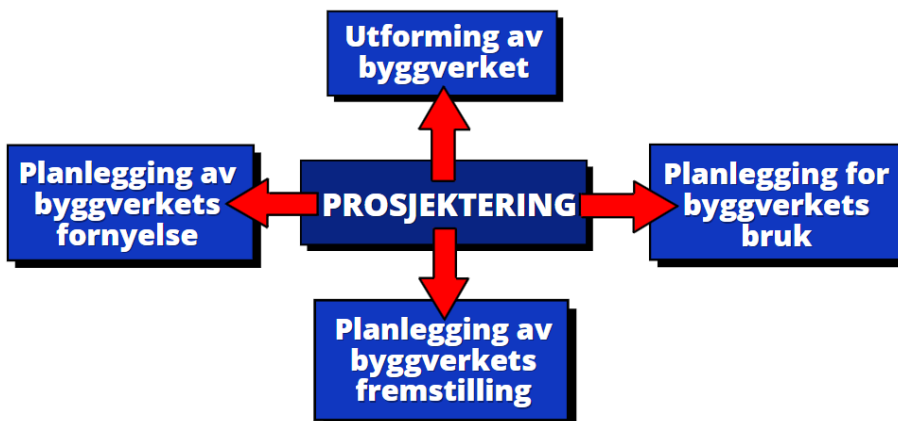 Utforming av
byggverket
Planlegging av
byggverkets
fornyelse
PROSJEKTERING
Planlegging for
byggverkets
bruk
Planlegging av
byggverkets
fremstilling